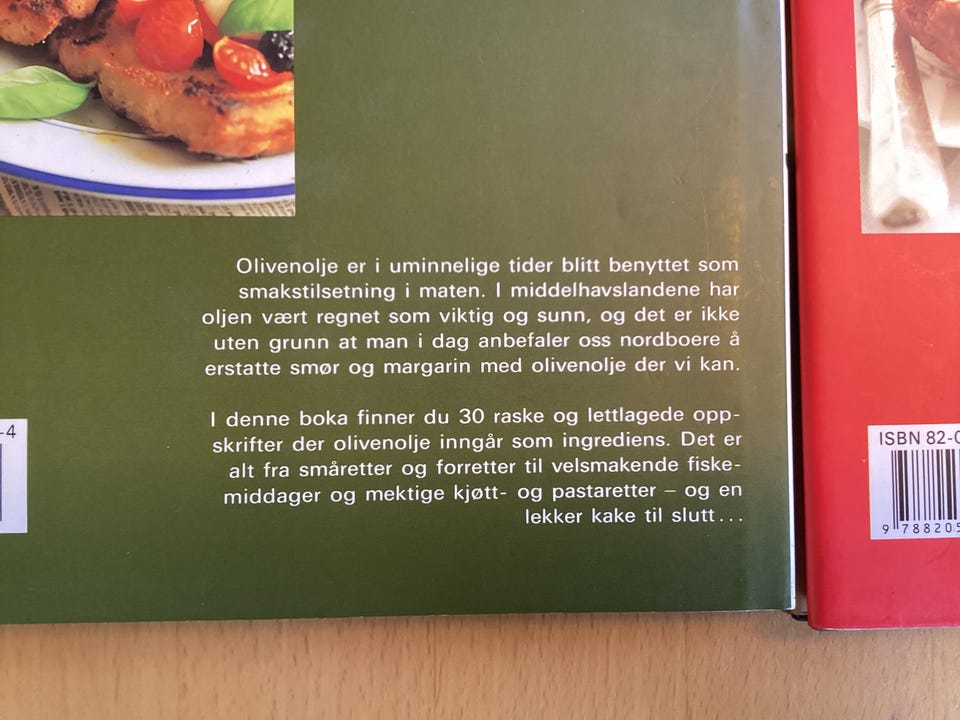 Olivenolje er i uminnelige tider blitt benyttet som
smakstilsetning i maten. I middelhavslandene har
oljen vært regnet som viktig og sunn, og det er ikke
uten grunn at man i dag anbefaler oss nordboere å
erstatte smør og margarin med olivenolje der vi kan.
I denne boka finner du 30 raske og lettlagede opp-
skrifter der olivenolje inngår som ingrediens. Det er
alt fra småretter og forretter til velsmakende fiske-
middager og mektige kjøtt- og pastaretter – og en
lekker kake til slutt...
-4
ISBN 82-0
9 788205